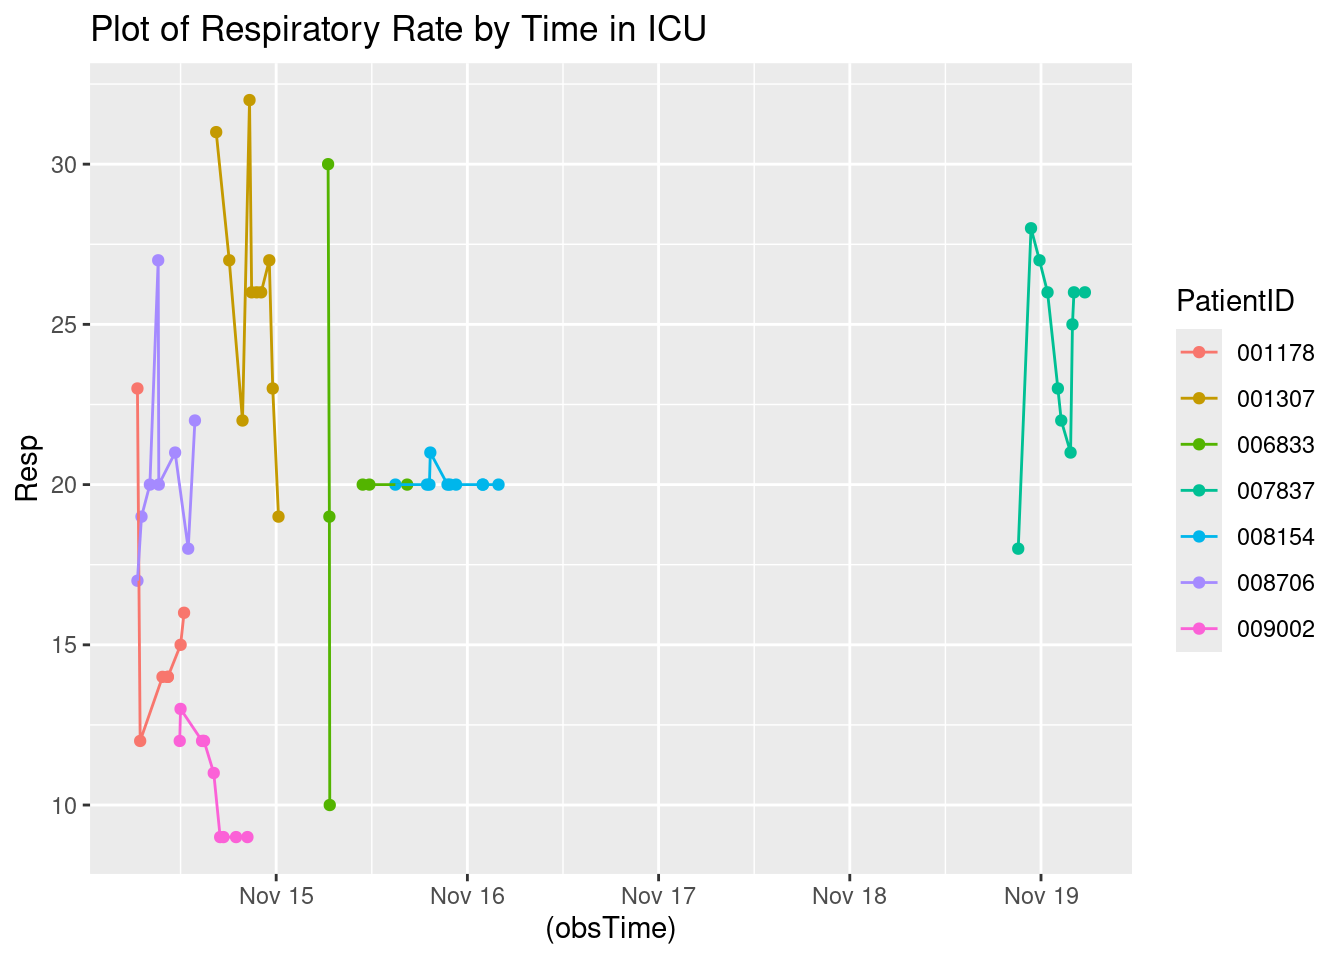 Plot of Respiratory Rate by Time in ICU
30
25
20
15
10
Resp
Nov 15
Nov 16
Nov 17
Nov 18
Nov 19
(obsTime)
PatientID
001178
001307
006833
007837
008154
008706
009002